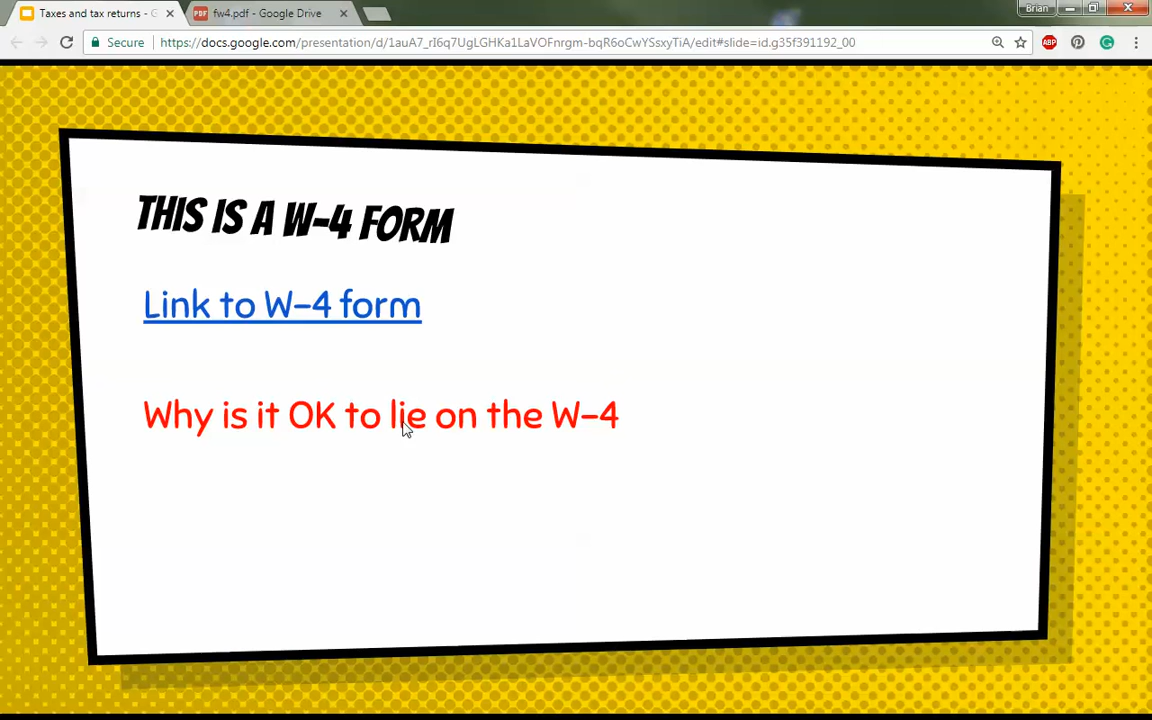 Taxes and tax returns - G
fw4.pdf - Google Drive
Brian
Secure
https://docs.google.com/presentation/d/1auA7_rI6q7UgLGHKa1LaVOFnrgm-bqR6oCwYSsxyTiA/edit#slide=id.g35f391192_00
ABP
THIS IS A W-4 FORM
Link to W-4 form
Why is it OK to lie on the W-4